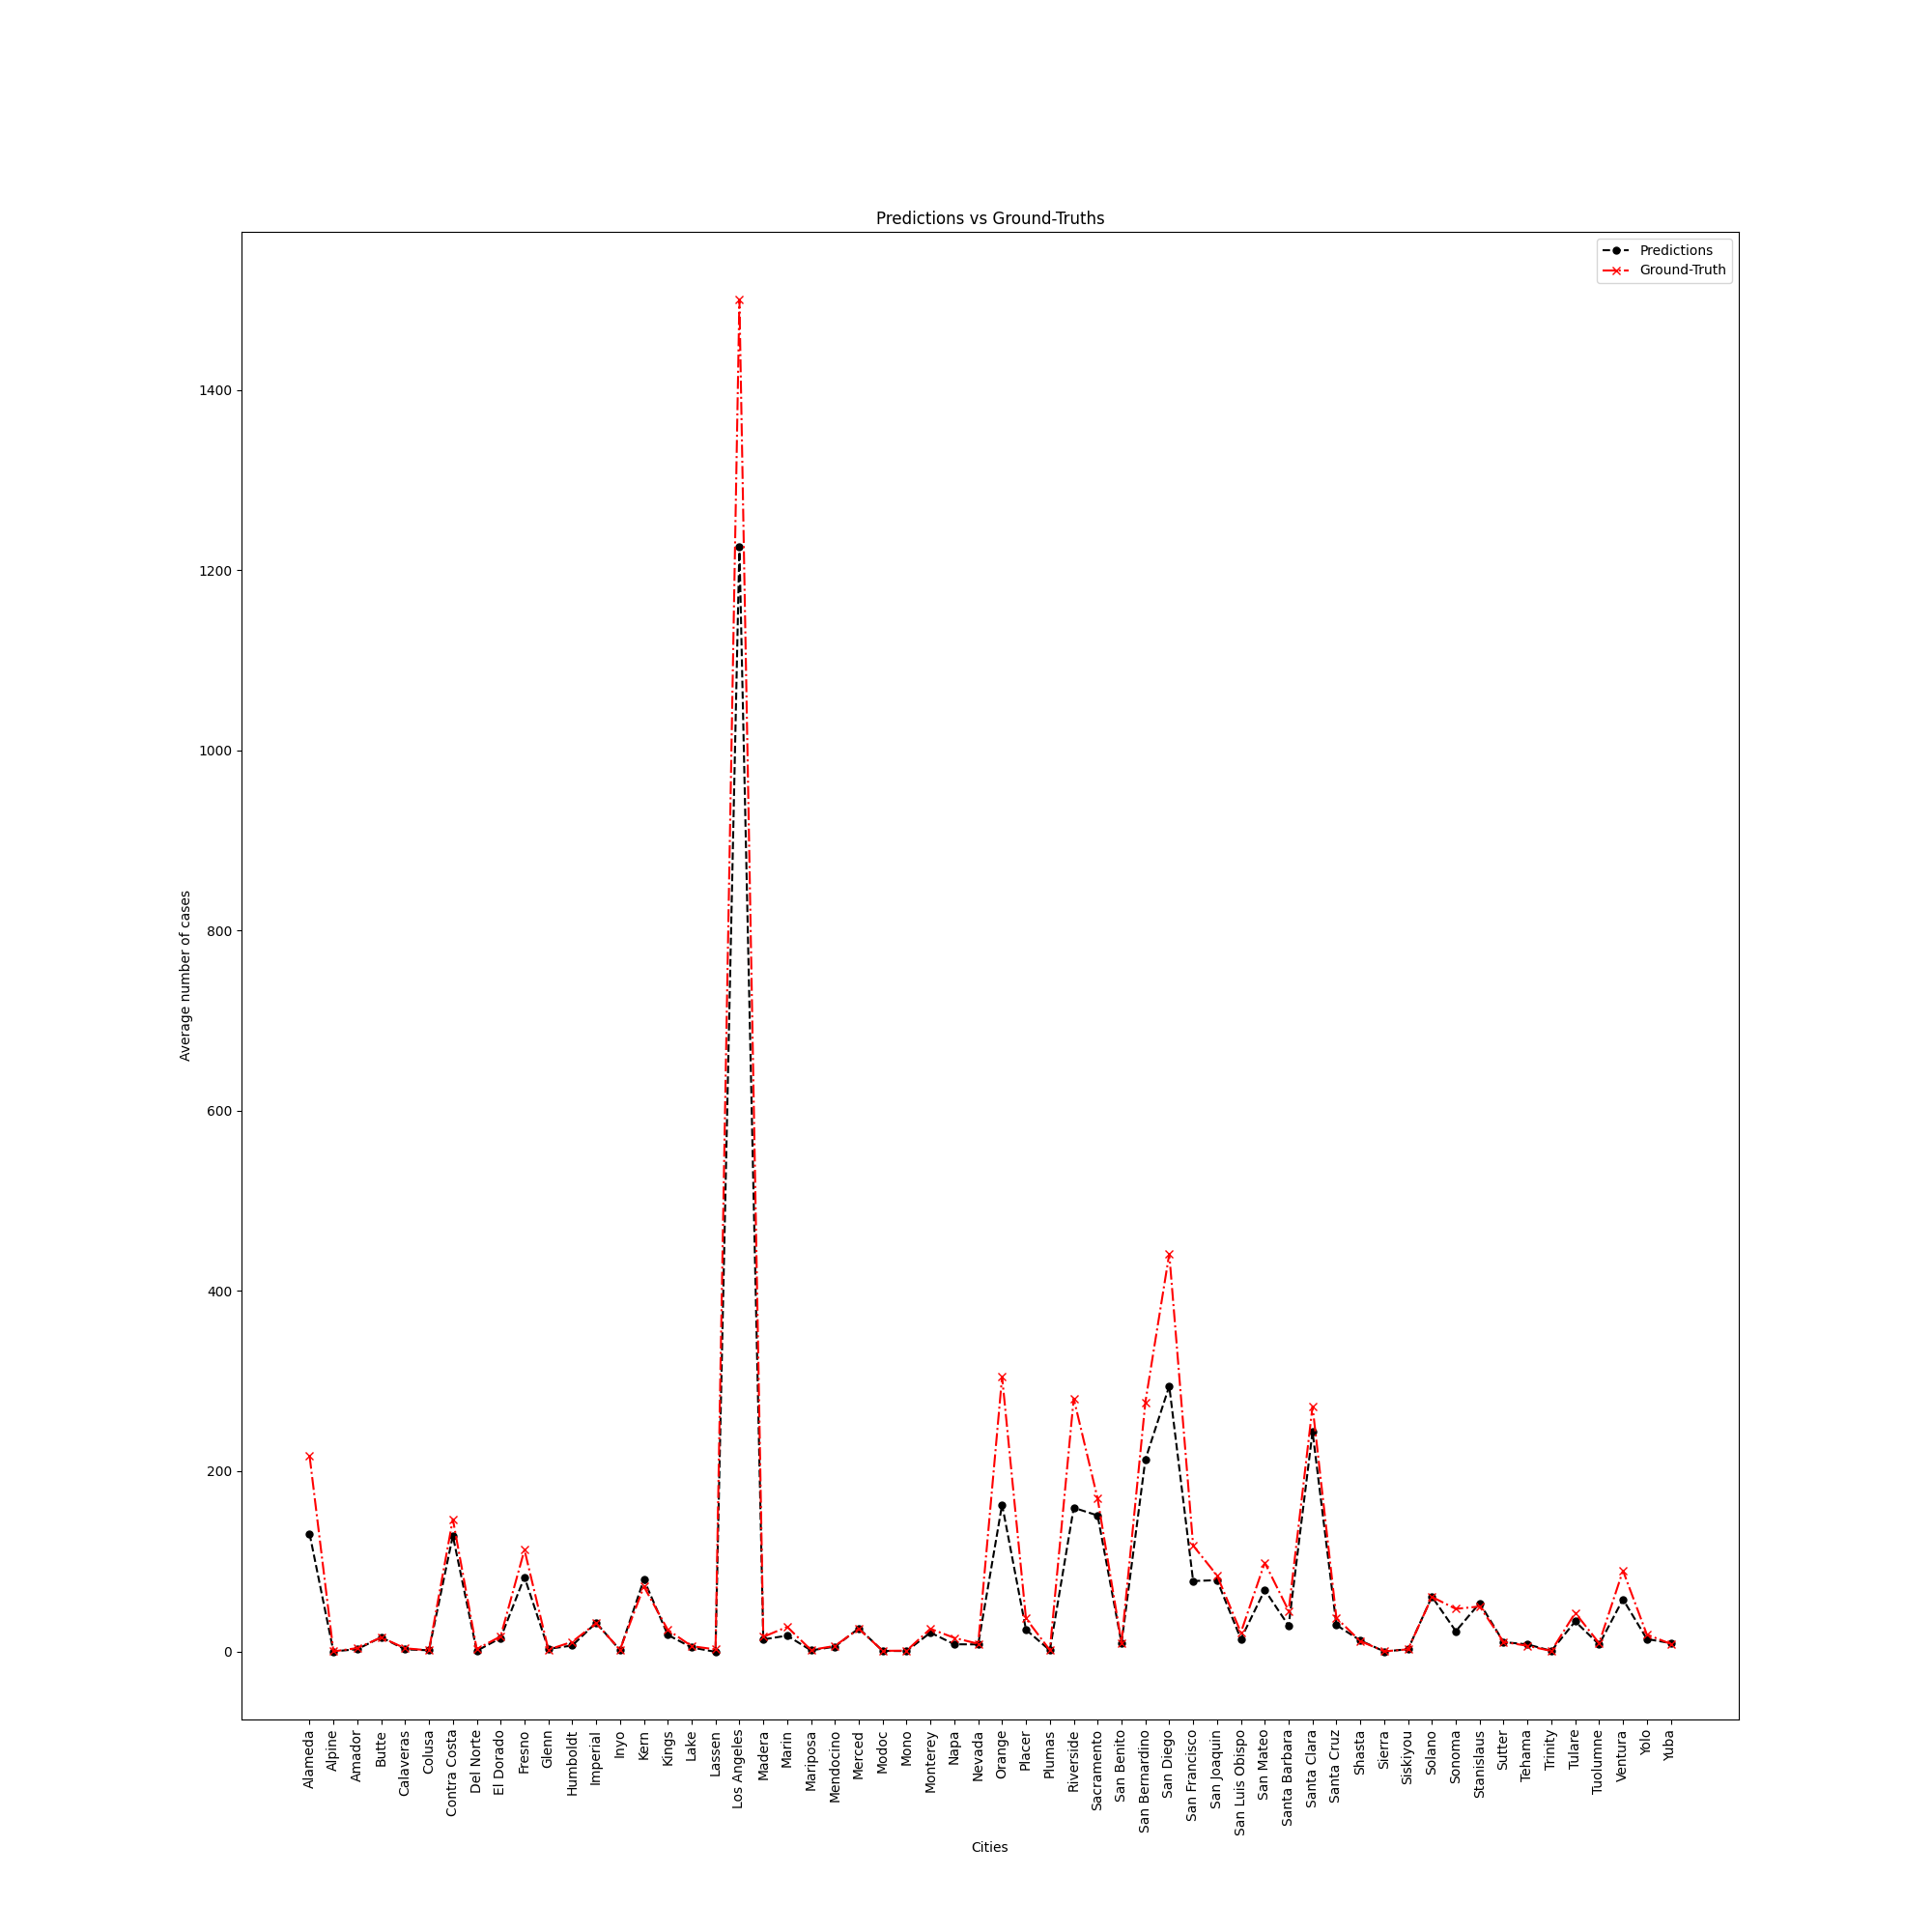 Predictions vs Ground-Truths
Predictions
Ground-Truth
1400
1200
1000
800
600
400
200
0
Average number of cases
Alameda
Alpine
Amador
Butte
Calaveras
Colusa
Contra Costa
Del Norte
El Dorado
Fresno
Glenn
Humboldt
Imperial
Inyo
Kern
Kings
Lake
Lassen
Los Angeles
Madera
Marin
Mariposa
Mendocino
Merced
Modoc
Mono
Monterey
Napa
Nevada
Orange
Placer
Plumas
Riverside
Sacramento
San Benito
San Bernardino
San Diego
San Francisco
San Joaquin
San Luis Obispo
San Mateo
Santa Barbara
Santa Clara
Santa Cruz
Shasta
Sierra
Siskiyou
Solano
Sonoma
Stanislaus
Sutter
Tehama
Trinity
Tulare
Tuolumne
Ventura
Yolo
Yuba
Cities